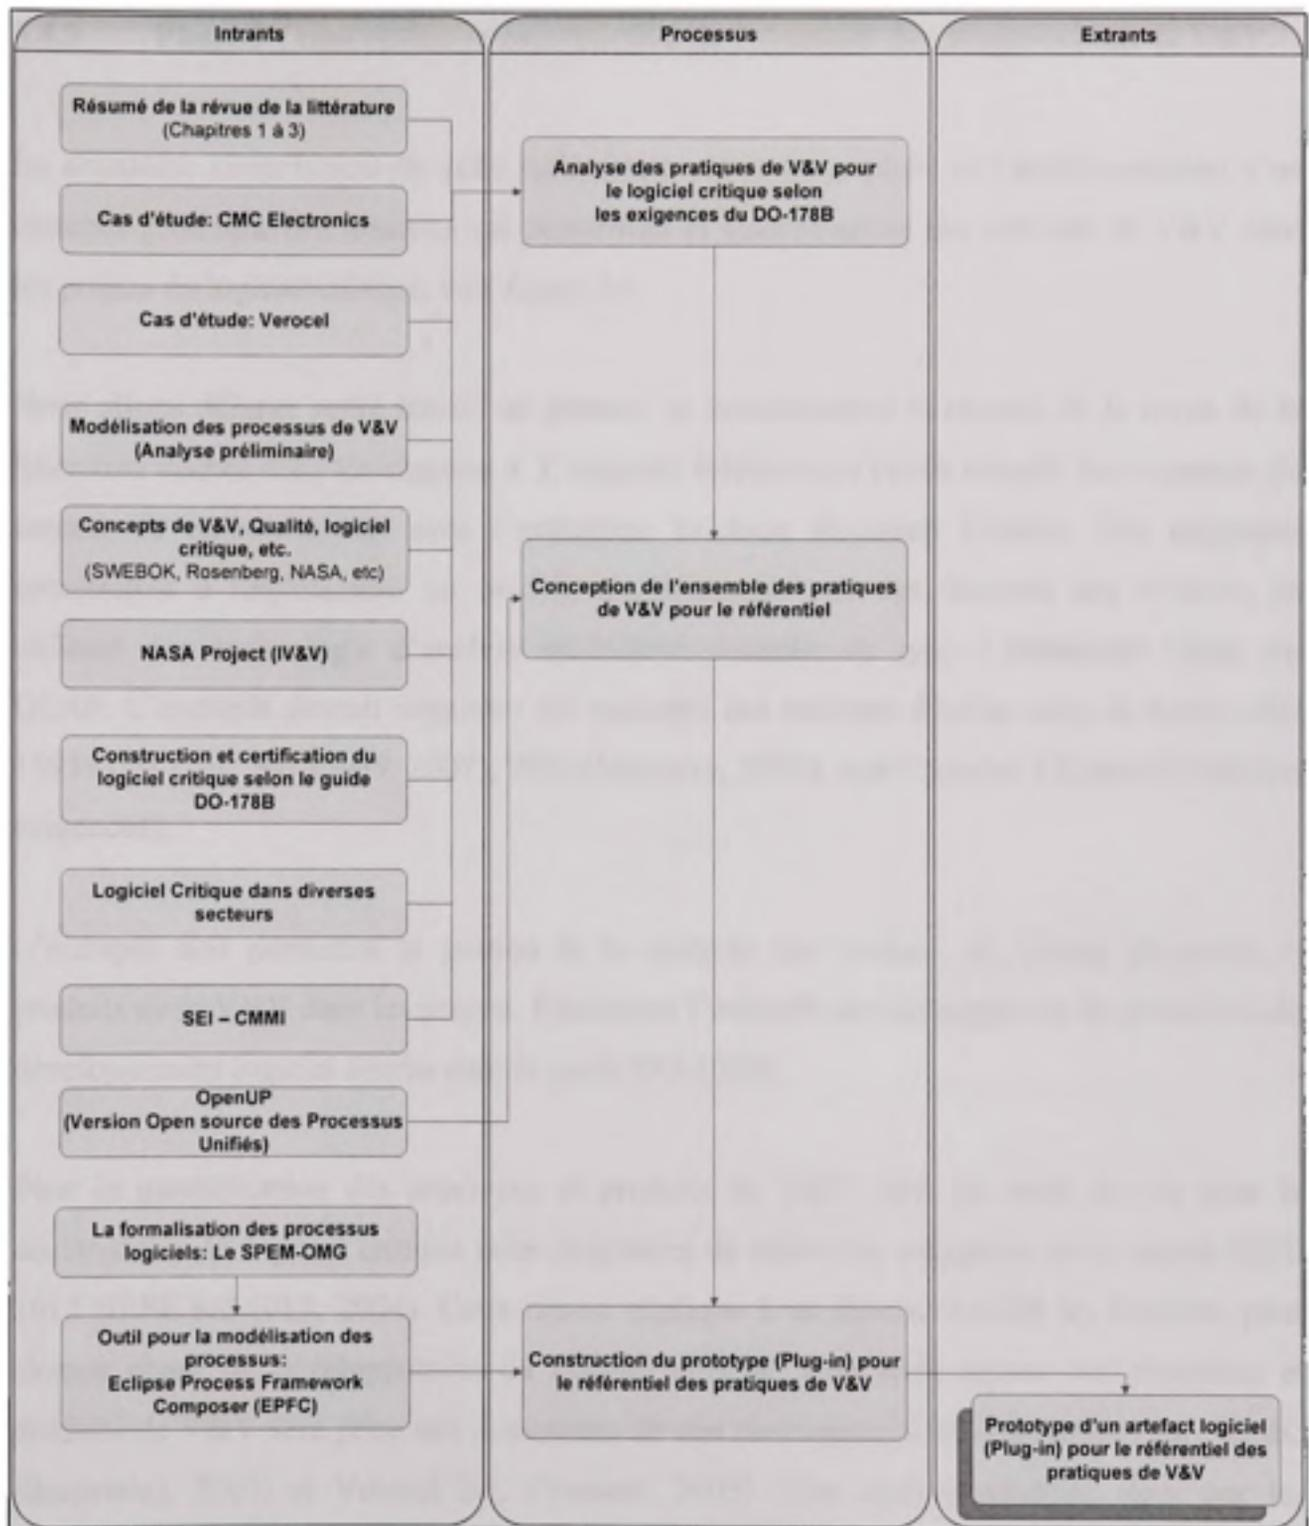 Intrants
Processus
Extrants
Résumé de la révue de la littérature
(Chapitres 1 à 3)
Cas d'étude: CMC Electronics
Cas d'étude: Verocel
Modélisation des processus de V&V
(Analyse préliminaire)
Concepts de V&V, Qualité, logiciel
critique, etc.
(SWEBOK, Rosenberg, NASA, etc)
NASA Project (IV&V)
Construction et certification du
logiciel critique selon le guide
DO-178B
Logiciel Critique dans diverses
secteurs
SEI – CMMI
OpenUP
(Version Open source des Processus
Unifiés)
La formalisation des processus
logiciels: Le SPEM-OMG
Outil pour la modélisation des
processus:
Eclipse Process Framework
Composer (EPFC)
Analyse des pratiques de V&V pour
le logiciel critique selon
les exigences du DO-178B
Conception de l'ensemble des pratiques
de V&V pour le référentiel
Construction du prototype (Plug-in) pour
le référentiel des pratiques de V&V
Prototype d'un artefact logiciel
(Plug-in) pour le référentiel des
pratiques de V&V